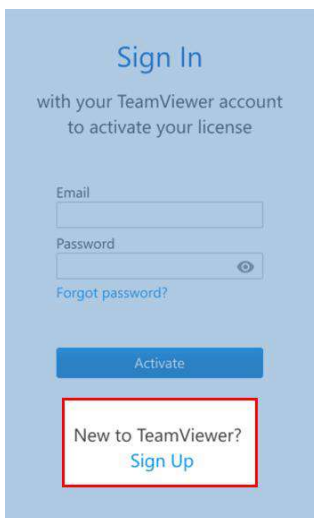 Sign In
with your TeamViewer account
to activate your license
Email
Password
Forgot password?
Activate
New to TeamViewer?
Sign Up